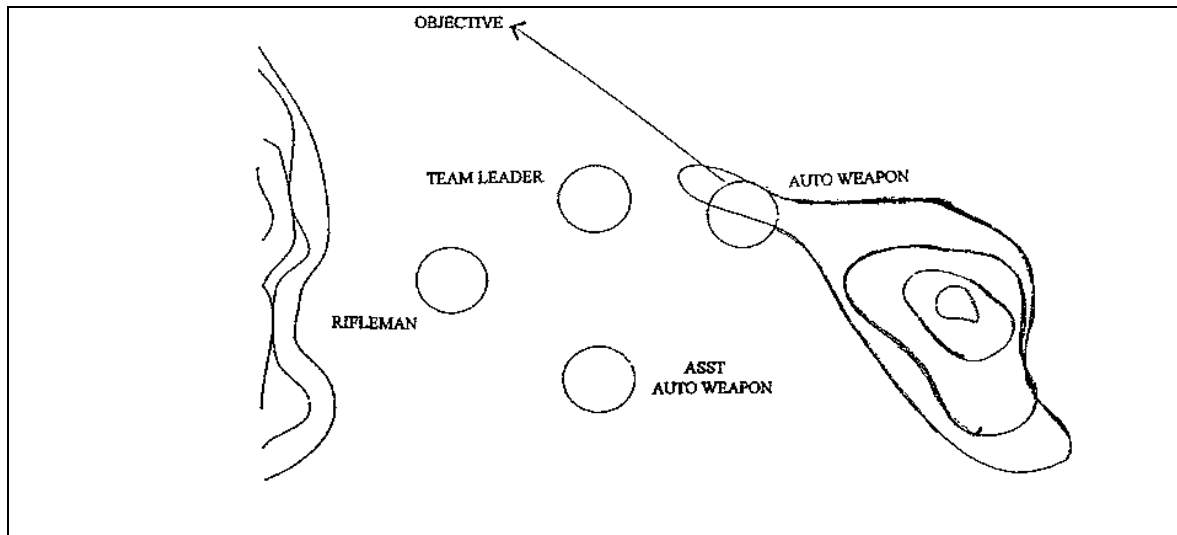 OBJECTIVE
TEAM LEADER
AUTO WEAPON
RIFLEMAN
ASST
AUTO WEAPON